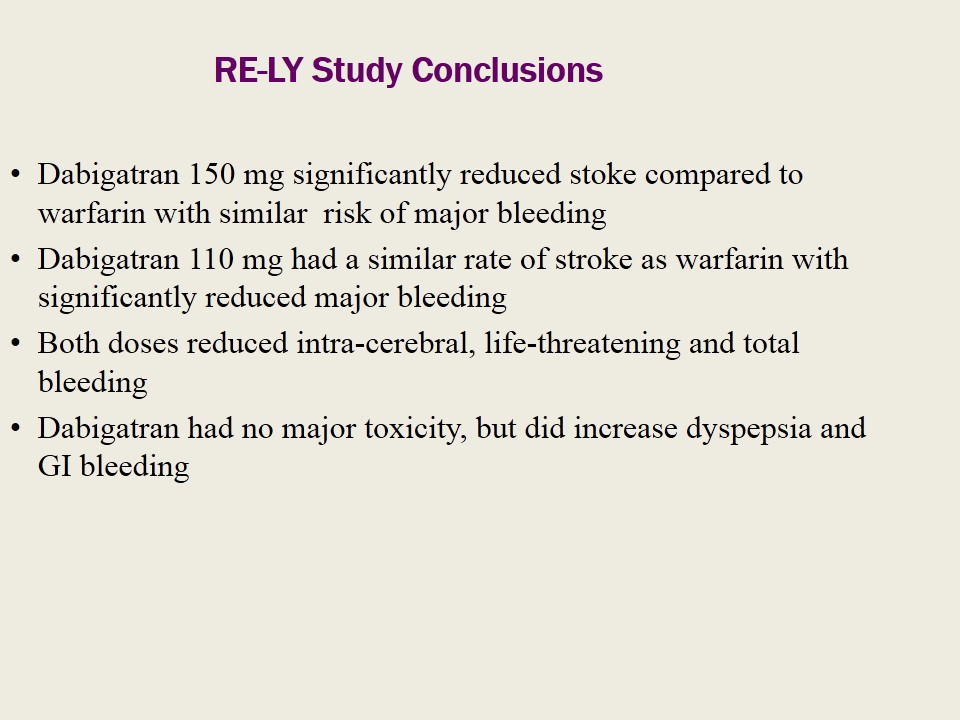 RE-LY Study Conclusions
• Dabigatran 150 mg significantly reduced stoke compared to
warfarin with similar  risk of major bleeding
• Dabigatran 110 mg had a similar rate of stroke as warfarin with
significantly reduced major bleeding
• Both doses reduced intra-cerebral, life-threatening and total
bleeding
• Dabigatran had no major toxicity, but did increase dyspepsia and
GI bleeding